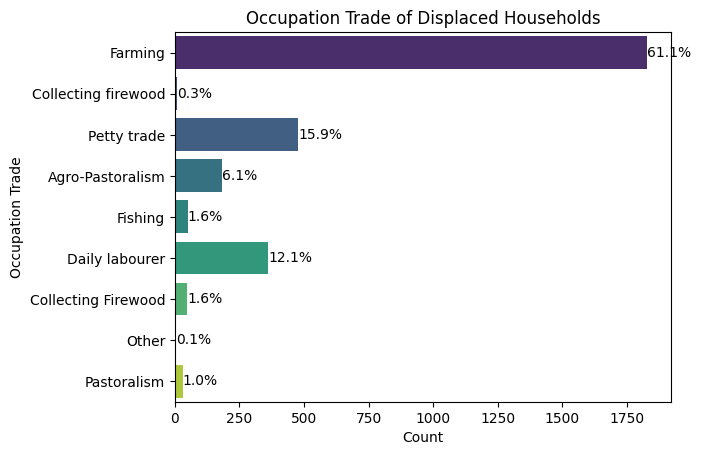 Occupation Trade of Displaced Households
Farming
61.1%
Collecting firewood
0.3%
Petty trade
15.9%
Agro-Pastoralism
6.1%
Fishing
1.6%
Daily labourer
12.1%
Collecting Firewood
1.6%
Other
0.1%
Pastoralism
1.0%
Occupation Trade
0 250 500 750 1000 1250 1500 1750
Count